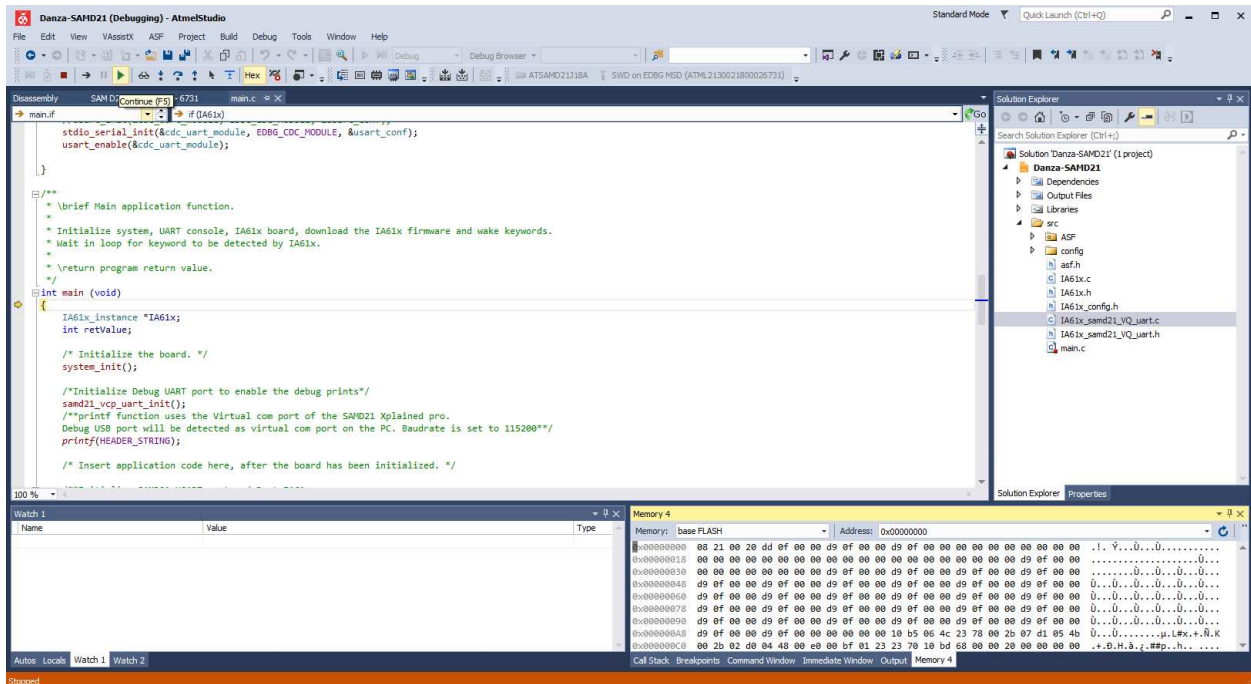 Danza-SAMD21 (Debugging) - AtmelStudio
Standard Mode
Quick Launch (Ctrl+Q)
File Edit View VAssistX ASF Project Build Debug Tools Window Help
Debug
Debug Browser
Hex
ATSAMD21J18A
SWD on EDBG MSD (ATML2130021800026731)
Disassembly
SAM D2
- 6731
main.c
Continue (F5)
main.if
if (IA61x)
Go
stdio_serial_init(&cdc_uart_module, EDBG_CDC_MODULE, &usart_conf);
usart_enable(&cdc_uart_module);
}
/**
* \brief Main application function.
*
* Initialize system, UART console, IA61x board, download the IA61x firmware and wake keywords.
* Wait in loop for keyword to be detected by IA61x.
*
* \return program return value.
*/
int main (void)
{
IA61x_instance *IA61x;
int retValue;
/* Initialize the board. */
system_init();
/*Initialize Debug UART port to enable the debug prints*/
samd21_vcp_uart_init();
/**printf function uses the Virtual com port of the SAMD21 Xplained pro.
Debug USB port will be detected as virtual com port on the PC. Baudrate is set to 115200**/
printf(HEADER_STRING);
/* Insert application code here, after the board has been initialized. */
100 %
Solution Explorer
Search Solution Explorer (Ctrl+;)
Solution 'Danza-SAMD21' (1 project)
Danza-SAMD21
Dependencies
Output Files
Libraries
src
ASF
config
asf.h
IA61x.c
IA61x.h
IA61x_config.h
IA61x_samd21_VQ_uart.c
IA61x_samd21_VQ_uart.h
main.c
Solution Explorer Properties
Watch 1
Name Value Type
Autos Locals Watch 1 Watch 2
Memory 4
Memory: base FLASH Address: 0x00000000
0x00000000 08 21 00 20 dd 0f 00 00 d9 0f 00 00 d9 0f 00 00 00 00 00 00 00 00 00 00 .!. Ý...Ù...Ù...........
0x00000018 00 00 00 00 00 00 00 00 00 00 00 00 00 00 00 00 00 00 00 00 d9 0f 00 00 ....................Ù...
0x00000030 00 00 00 00 00 00 00 00 d9 0f 00 00 d9 0f 00 00 d9 0f 00 00 d9 0f 00 00 ........Ù...Ù...Ù...Ù...
0x00000048 d9 0f 00 00 d9 0f 00 00 d9 0f 00 00 d9 0f 00 00 d9 0f 00 00 d9 0f 00 00 Ù...Ù...Ù...Ù...Ù...Ù...
0x00000060 d9 0f 00 00 d9 0f 00 00 d9 0f 00 00 d9 0f 00 00 d9 0f 00 00 d9 0f 00 00 Ù...Ù...Ù...Ù...Ù...Ù...
0x00000078 d9 0f 00 00 d9 0f 00 00 d9 0f 00 00 d9 0f 00 00 d9 0f 00 00 d9 0f 00 00 Ù...Ù...Ù...Ù...Ù...Ù...
0x00000090 d9 0f 00 00 d9 0f 00 00 d9 0f 00 00 d9 0f 00 00 d9 0f 00 00 d9 0f 00 00 Ù...Ù...Ù...Ù...Ù...Ù...
0x000000A8 d9 0f 00 00 d9 0f 00 00 00 00 00 00 10 b5 06 4c 23 78 00 2b 07 d1 05 4b Ù...Ù........µ.L#x.+.Ñ.K
0x000000C0 00 2b 02 d0 04 48 00 e0 00 bf 01 23 23 70 10 bd 68 00 00 20 00 00 00 00 .+.Ð.H.à.¿.##p..h.. ....
Call Stack Breakpoints Command Window Immediate Window Output Memory 4
Stopped